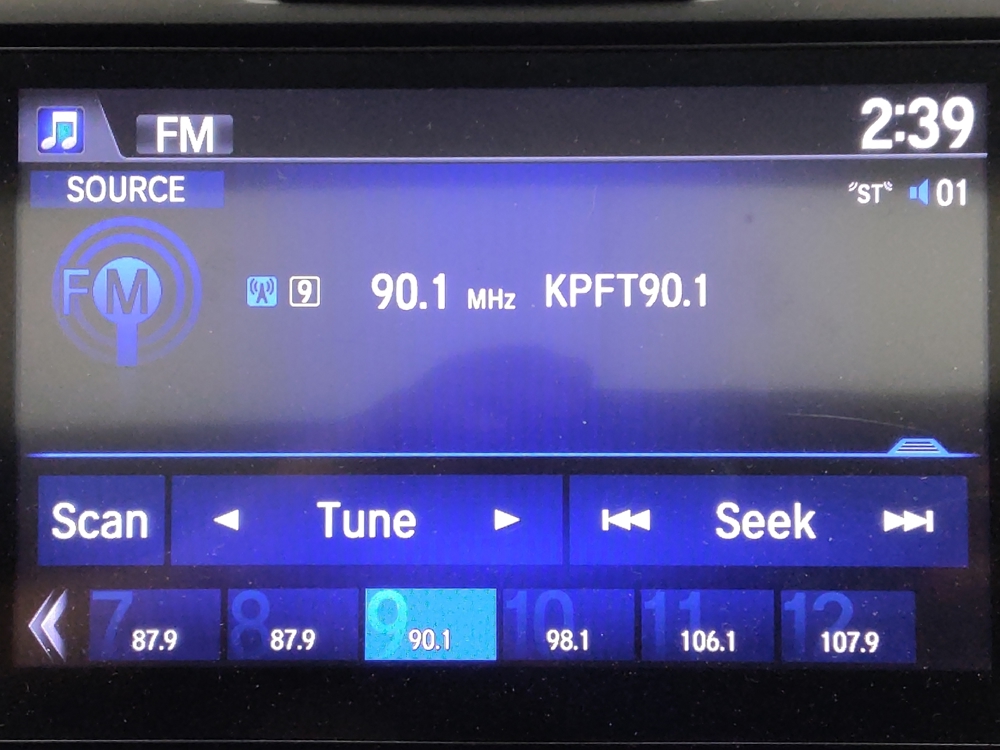 FM 2:39
SOURCE "ST" 01
FM 9 90.1 MHz KPFT90.1
Scan Tune Seek
7 8 9 10 11 12
87.9 87.9 90.1 98.1 106.1 107.9